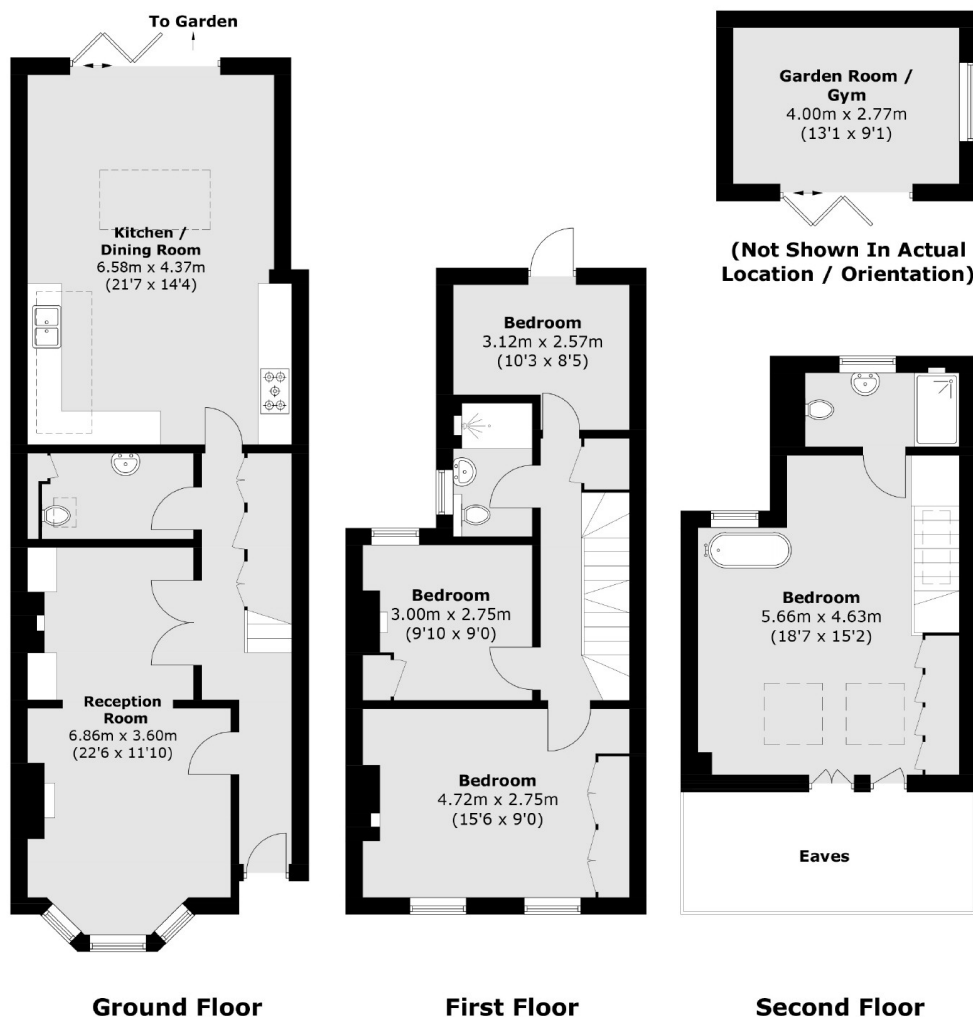 To Garden
Kitchen /
Dining Room
6.58m x 4.37m
(21'7 x 14'4)
Reception
Room
6.86m x 3.60m
(22'6 x 11'10)
Ground Floor
Bedroom
3.12m x 2.57m
(10'3 x 8'5)
Bedroom
3.00m x 2.75m
(9'10 x 9'0)
Bedroom
4.72m x 2.75m
(15'6 x 9'0)
First Floor
Garden Room /
Gym
4.00m x 2.77m
(13'1 x 9'1)
(Not Shown In Actual
Location / Orientation)
Bedroom
5.66m x 4.63m
(18'7 x 15'2)
Eaves
Second Floor